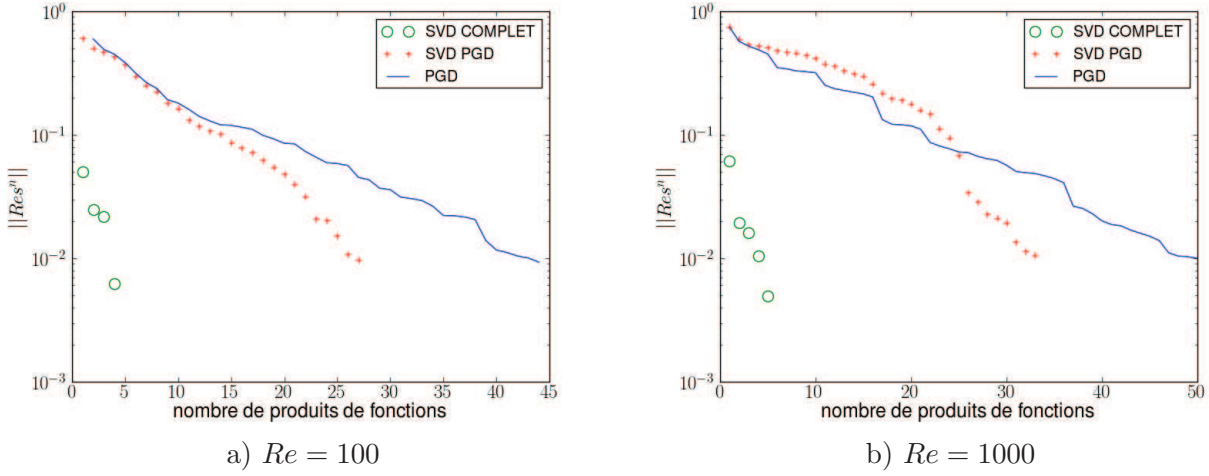 10^0
10^{-1}
10^{-2}
10^{-3}
||Res^n||
SVD COMPLET
SVD PGD
PGD
0 5 10 15 20 25 30 35 40 45
nombre de produits de fonctions
a) Re = 100
10^0
10^{-1}
10^{-2}
10^{-3}
||Res^n||
SVD COMPLET
SVD PGD
PGD
0 10 20 30 40 50
nombre de produits de fonctions
b) Re = 1000